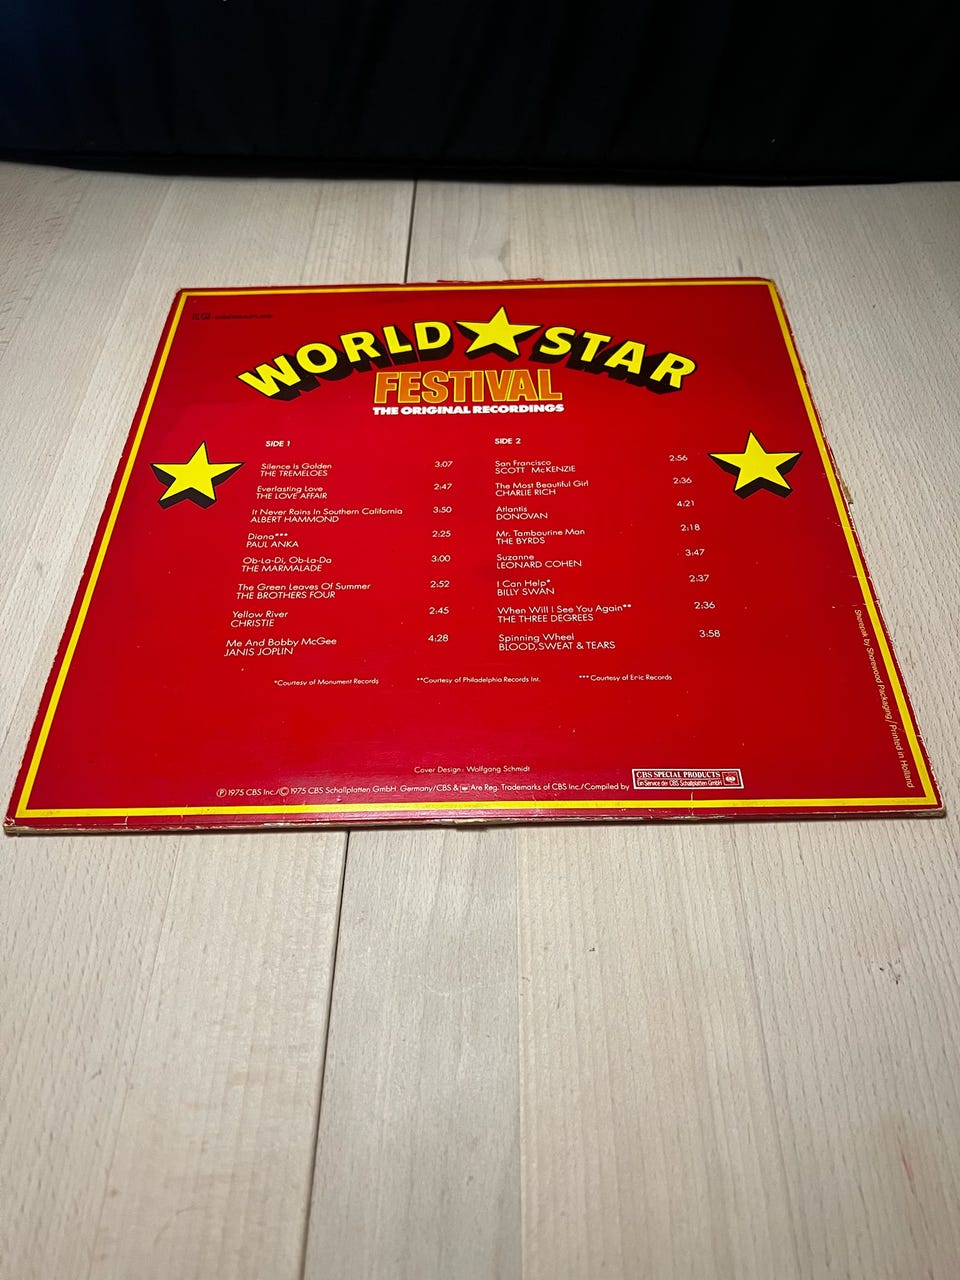 WORLD STAR
FESTIVAL
THE ORIGINAL RECORDINGS
SIDE 1
Silence Is Golden 3:07
THE TREMELOES
Everlasting Love 2:47
THE LOVE AFFAIR
It Never Rains In Southern California 3:50
ALBERT HAMMOND
Diana*** 2:25
PAUL ANKA
Ob-La-Di, Ob-La-Da 3:00
THE MARMALADE
The Green Leaves Of Summer 2:52
THE BROTHERS FOUR
Yellow River 2:45
CHRISTIE
Me And Bobby McGee 4:28
JANIS JOPLIN
SIDE 2
San Francisco 2:56
SCOTT McKENZIE
The Most Beautiful Girl 2:36
CHARLIE RICH
Atlantis 4:21
DONOVAN
Mr. Tambourine Man 2:18
THE BYRDS
Suzanne 3:47
LEONARD COHEN
I Can Help* 2:37
BILLY SWAN
When Will I See You Again** 2:36
THE THREE DEGREES
Spinning Wheel 3:58
BLOOD, SWEAT & TEARS
*Courtesy of Monument Records **Courtesy of Philadelphia Records Inc. ***Courtesy of Eric Records
Shorepak by Shorewood Packaging/Printed in Holland
Cover Design: Wolfgang Schmidt
Ⓟ 1975 CBS Inc./© 1975 CBS Schallplatten GmbH Germany/CBS & Are Reg. Trademarks of CBS Inc./Compiled by
CBS SPECIAL PRODUCTS
Ein Service der CBS Schallplatten GmbH